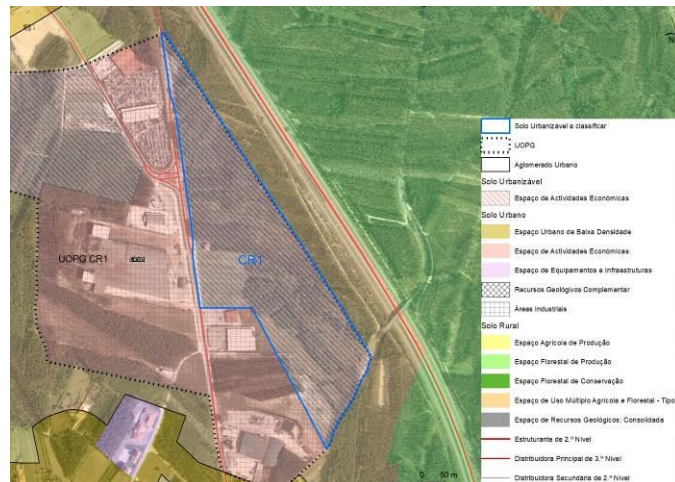 N
UOPG CR1
CR1
0 50 m
Solo Urbanizável a classificar
UOPG
Aglomerado Urbano
Solo Urbanizável
Espaço de Actividades Económicas
Solo Urbano
Espaço Urbano de Baixa Densidade
Espaço de Actividades Económicas
Espaço de Equipamentos e Infraestruturas
Recursos Geológicos Complementar
Áreas Industriais
Solo Rural
Espaço Agrícola de Produção
Espaço Florestal de Produção
Espaço Florestal de Conservação
Espaço de Uso Múltiplo Agrícola e Florestal - Tipo
Espaço de Recursos Geológicos: Consolidada
Estruturante de 2.º Nível
Distribuidora Principal de 3.º Nível
Distribuidora Secundária de 2.º Nível